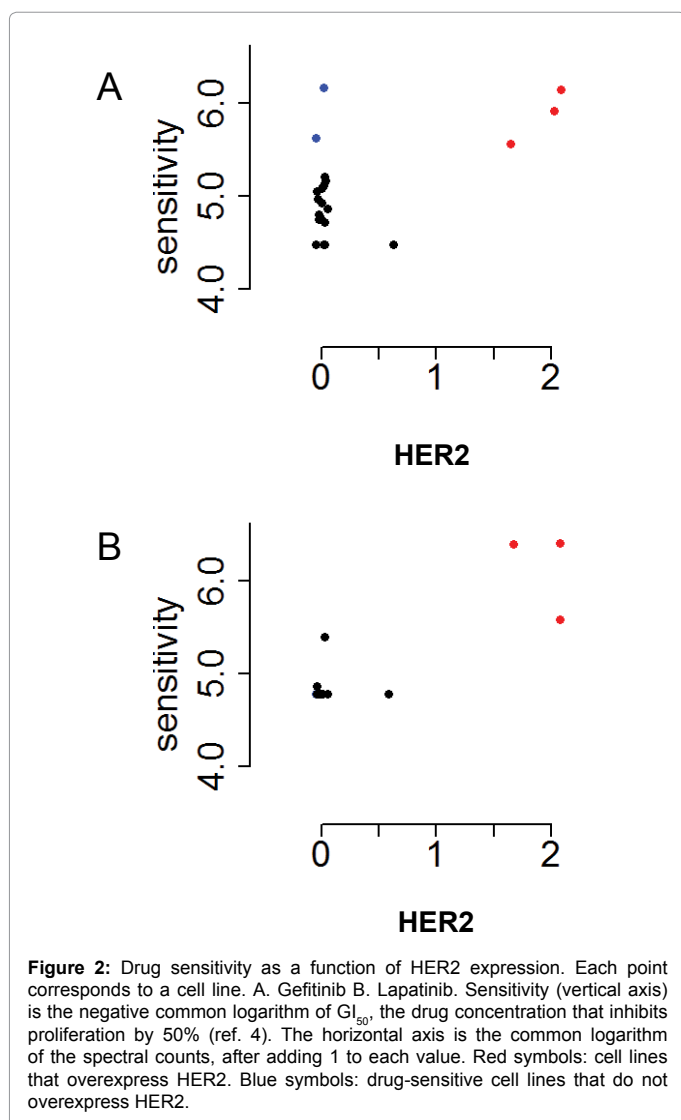 A
sensitivity
6.0
5.0
4.0
0 1 2
HER2
B
sensitivity
6.0
5.0
4.0
0 1 2
HER2
Figure 2: Drug sensitivity as a function of HER2 expression. Each point
corresponds to a cell line. A. Gefitinib B. Lapatinib. Sensitivity (vertical axis)
is the negative common logarithm of GI50, the drug concentration that inhibits
proliferation by 50% (ref. 4). The horizontal axis is the common logarithm
of the spectral counts, after adding 1 to each value. Red symbols: cell lines
that overexpress HER2. Blue symbols: drug-sensitive cell lines that do not
overexpress HER2.